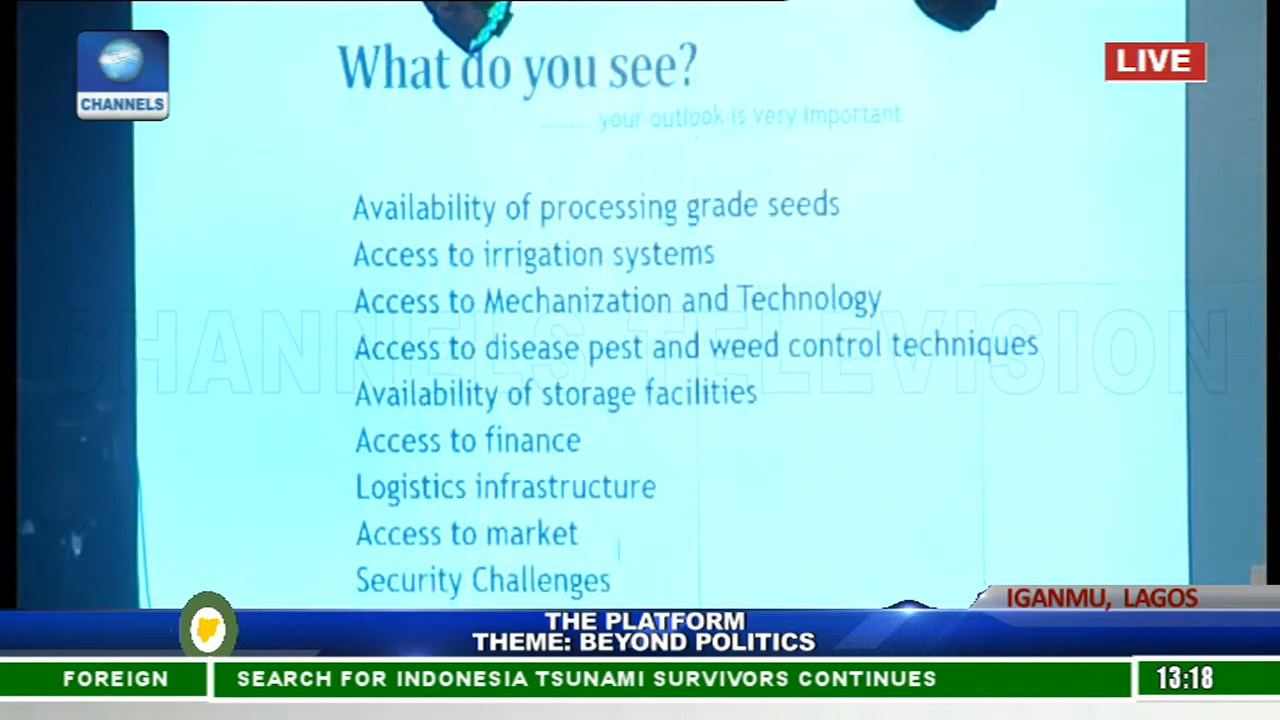 CHANNELS
LIVE
What do you see?
.......... your outlook is very important
Availability of processing grade seeds
Access to irrigation systems
Access to Mechanization and Technology
Access to disease pest and weed control techniques
CHANNELS TELEVISION
Availability of storage facilities
Access to finance
Logistics infrastructure
Access to market
Security Challenges
IGANMU, LAGOS
THE PLATFORM
THEME: BEYOND POLITICS
FOREIGN
SEARCH FOR INDONESIA TSUNAMI SURVIVORS CONTINUES
13:18